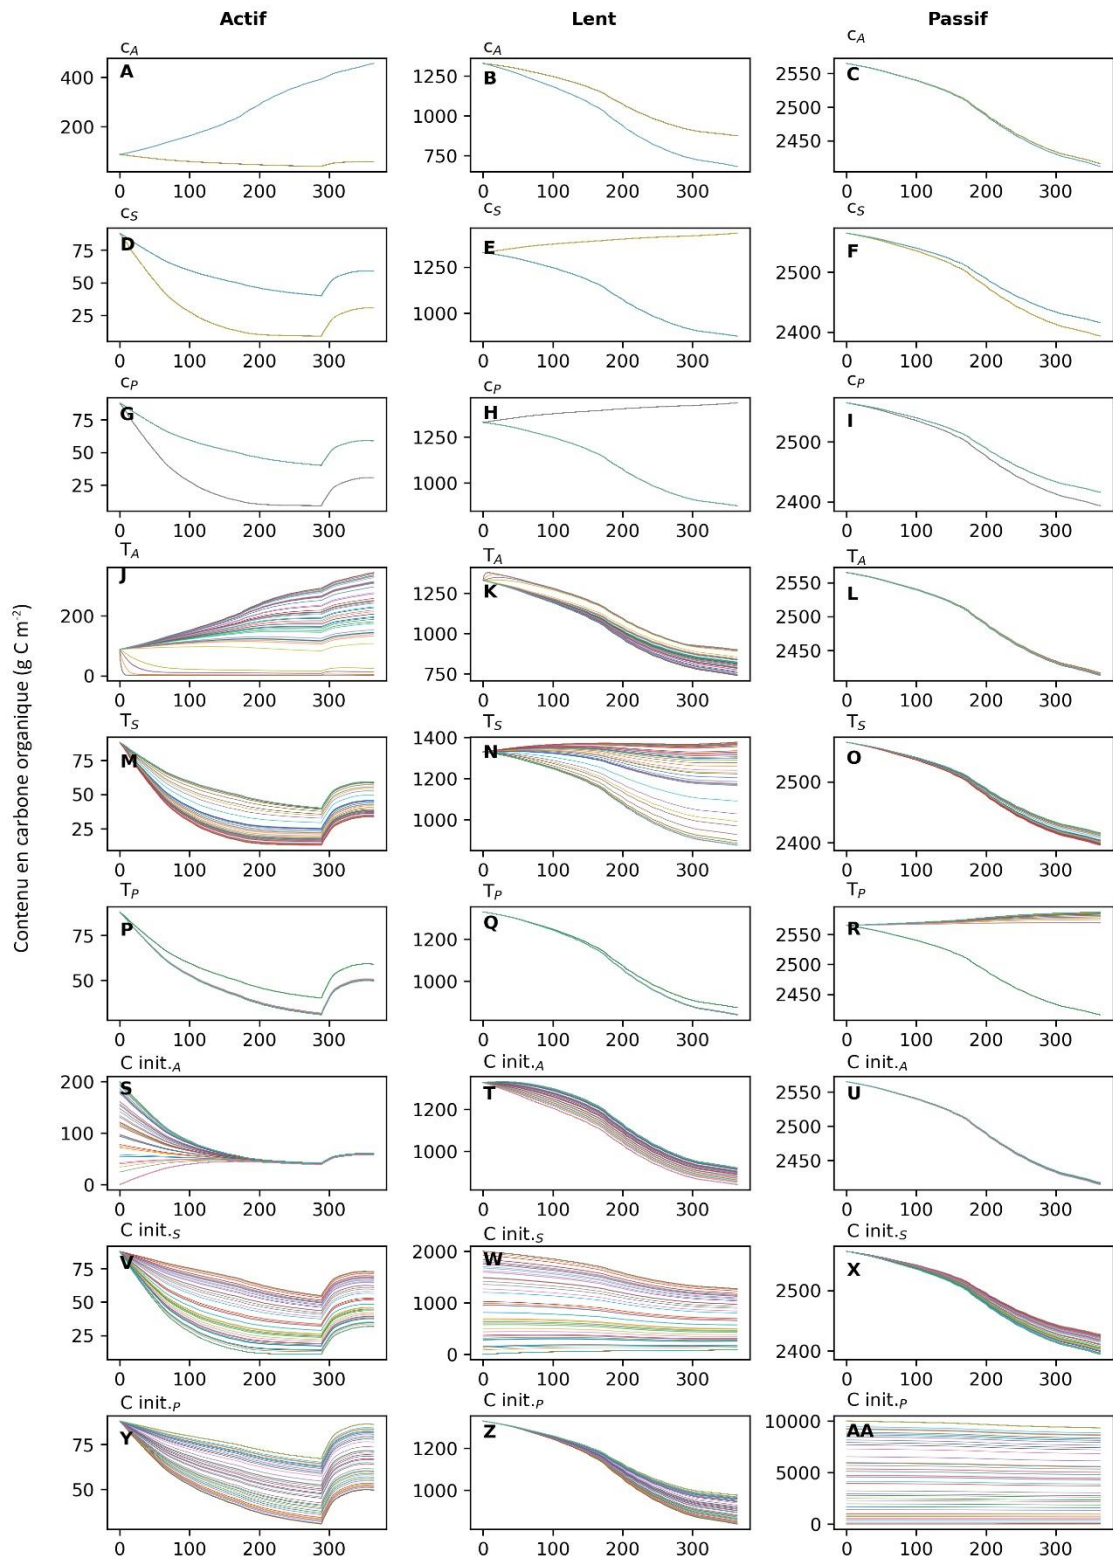 Actif Lent Passif
c_A c_A c_A
400 A 1250 B 2550 C
200 1000 2500
750 2450
0 100 200 300 0 100 200 300 0 100 200 300
c_S c_S c_S
75 D 1250 E 2500 F
50 1000 2400
25
0 100 200 300 0 100 200 300 0 100 200 300
c_P c_P c_P
75 G 1250 H 2500 I
50 1000 2400
25
0 100 200 300 0 100 200 300 0 100 200 300
T_A T_A T_A
200 J 1250 K 2550 L
0 1000 2500
750 2450
0 100 200 300 0 100 200 300 0 100 200 300
T_S T_S T_S
75 M 1400 N 2500 O
50 1200 2400
25 1000
0 100 200 300 0 100 200 300 0 100 200 300
T_P T_P T_P
75 P 1200 Q 2550 R
50 1000 2500
2450
0 100 200 300 0 100 200 300 0 100 200 300
C init._A C init._A C init._A
200 S 1200 T 2550 U
100 1000 2500
0 2450
0 100 200 300 0 100 200 300 0 100 200 300
C init._S C init._S C init._S
75 V 2000 W 2500 X
50 1000 2400
25 0
0 100 200 300 0 100 200 300 0 100 200 300
C init._P C init._P C init._P
75 Y 1200 Z 10000 AA
50 1000 5000
0
0 100 200 300 0 100 200 300 0 100 200 300
Contenu en carbone organique (g C m⁻²)